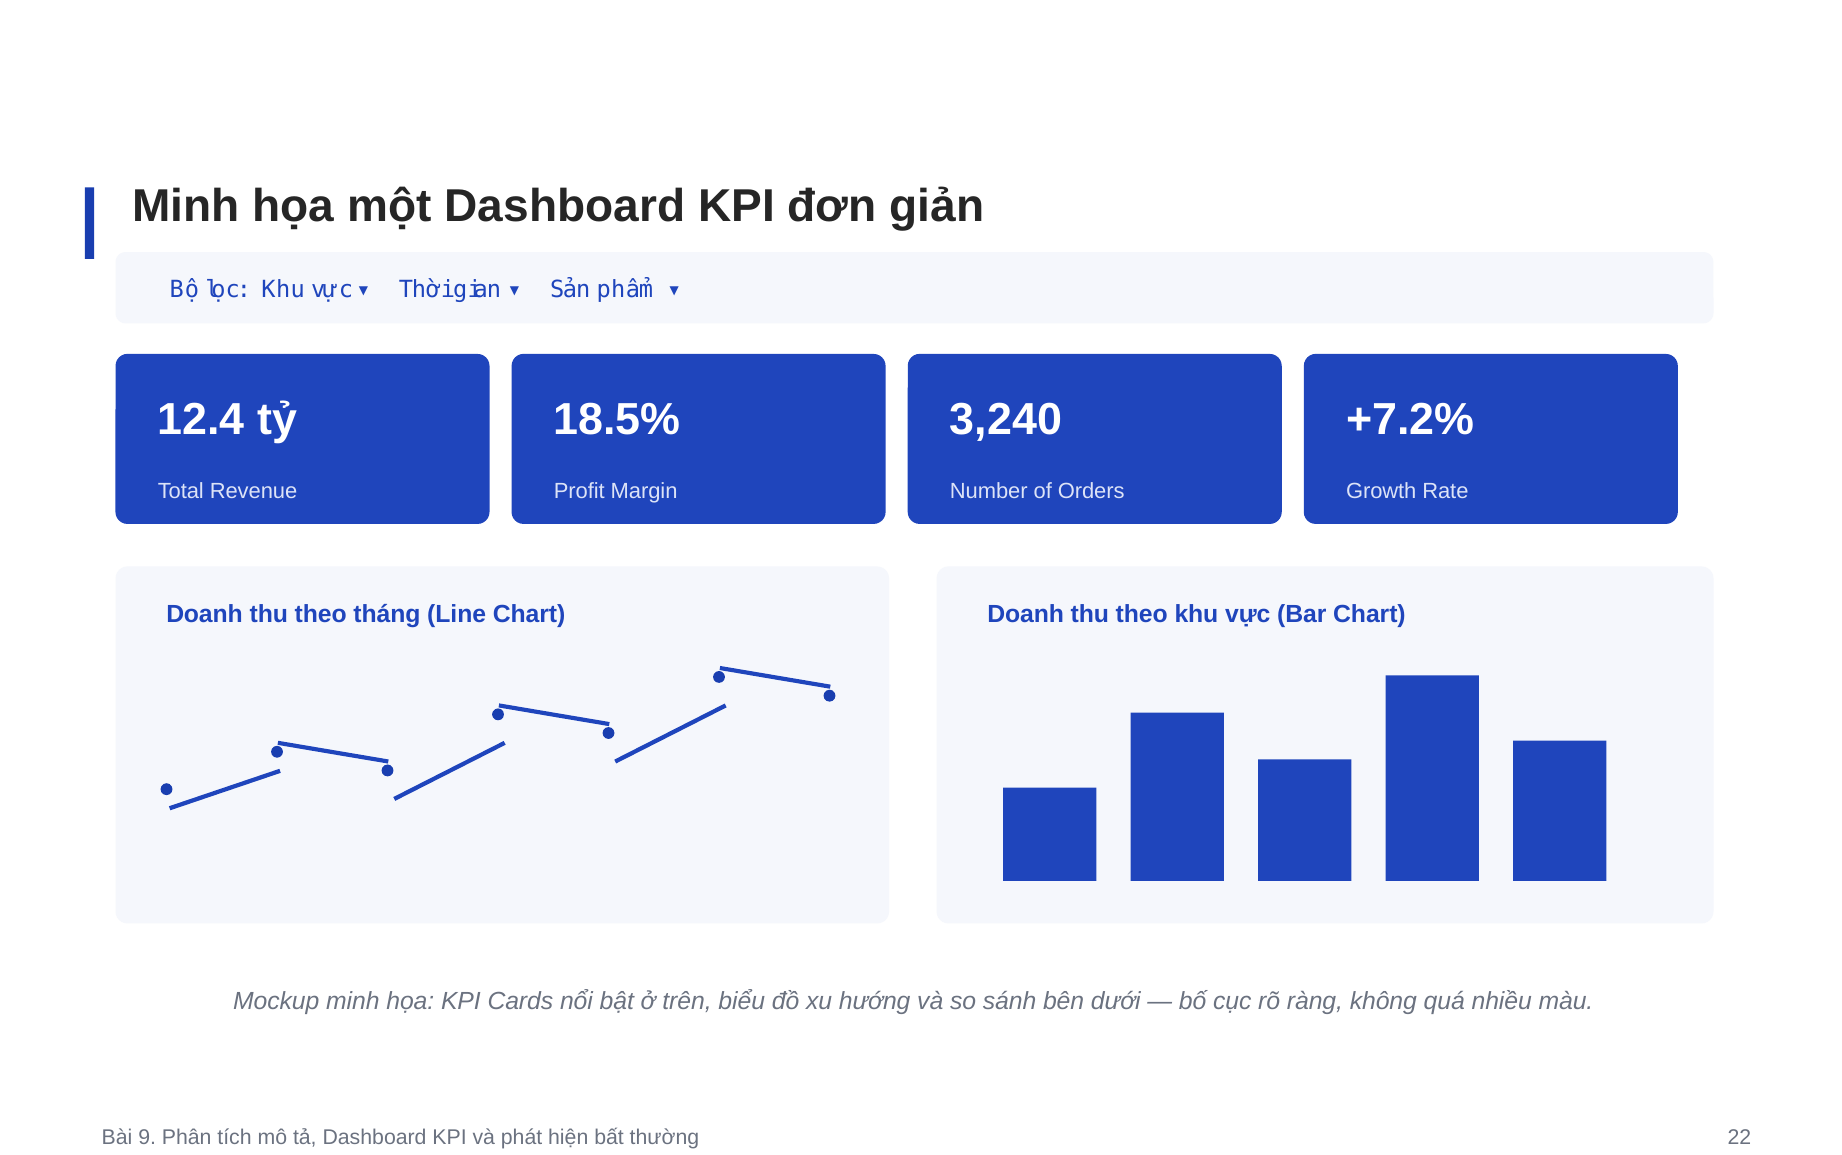 Minh họa một Dashboard KPI đơn giản
Bộ lọc: Khu vực ▾ Thời gian ▾ Sản phẩm ▾
12.4 tỷ
Total Revenue
18.5%
Profit Margin
3,240
Number of Orders
+7.2%
Growth Rate
Doanh thu theo tháng (Line Chart)
Doanh thu theo khu vực (Bar Chart)
Mockup minh họa: KPI Cards nổi bật ở trên, biểu đồ xu hướng và so sánh bên dưới — bố cục rõ ràng, không quá nhiều màu.
Bài 9. Phân tích mô tả, Dashboard KPI và phát hiện bất thường
22